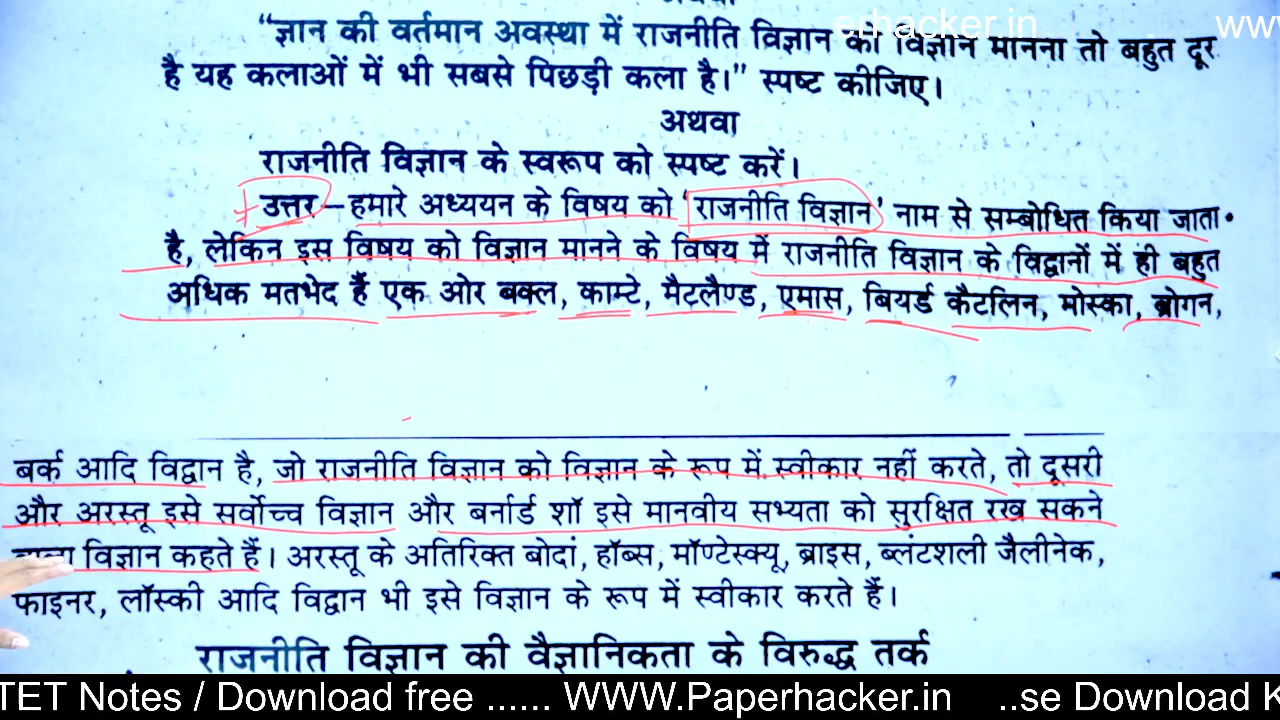 अथवा
erhacker.in
ww
“ज्ञान की वर्तमान अवस्था में राजनीति विज्ञान को विज्ञान मानना तो बहुत दूर
है यह कलाओं में भी सबसे पिछड़ी कला है।” स्पष्ट कीजिए।
अथवा
राजनीति विज्ञान के स्वरूप को स्पष्ट करें।
उत्तर – हमारे अध्ययन के विषय को ‘राजनीति विज्ञान’ नाम से सम्बोधित किया जाता
है, लेकिन इस विषय को विज्ञान मानने के विषय में राजनीति विज्ञान के विद्वानों में ही बहुत
अधिक मतभेद हैं एक ओर बक्ल, काम्टे, मैटलैण्ड, एमास, बियर्ड कैटलिन, मोस्का, ब्रोगन,
बर्क आदि विद्वान है, जो राजनीति विज्ञान को विज्ञान के रूप में स्वीकार नहीं करते, तो दूसरी
और अरस्तू इसे सर्वोच्च विज्ञान और बर्नार्ड शॉ इसे मानवीय सभ्यता को सुरक्षित रख सकने
विज्ञान कहते हैं। अरस्तू के अतिरिक्त बोदां, हॉब्स, मॉण्टेस्क्यू, ब्राइस, ब्लंटशली जैलीनेक,
फाइनर, लॉस्की आदि विद्वान भी इसे विज्ञान के रूप में स्वीकार करते हैं।
राजनीति विज्ञान की वैज्ञानिकता के विरुद्ध तर्क
TET Notes / Download free ...... WWW.Paperhacker.in ..se Download K